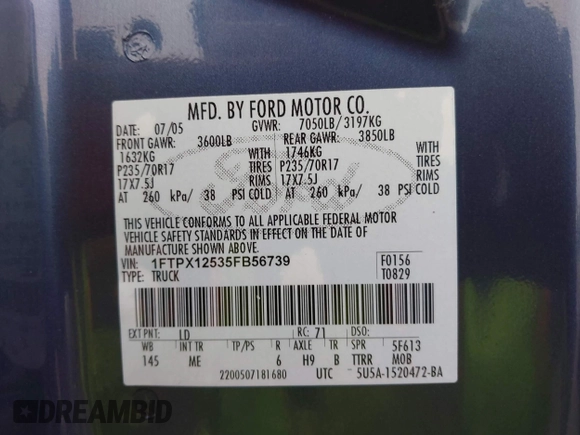 MFD. BY FORD MOTOR CO.
DATE: 07/05 GVWR: 7050LB/3197KG
FRONT GAWR: 3600LB REAR GAWR: 3850LB
1632KG WITH 1746KG WITH
P235/70R17 TIRES P235/70R17 TIRES
17X7.5J RIMS 17X7.5J RIMS
AT 260 kPa/ 38 PSI COLD AT 260 kPa/ 38 PSI COLD
THIS VEHICLE CONFORMS TO ALL APPLICABLE FEDERAL MOTOR
VEHICLE SAFETY STANDARDS IN EFFECT ON THE DATE OF
MANUFACTURE SHOWN ABOVE.
VIN: 1FTPX12535FB56739 F0156
TYPE: TRUCK T0829
EXT PNT: LD RC: 71 DSO:
WB INT TR TP/PS R AXLE TR SPR 5F613
145 ME 6 H9 B TTRR MOB
2200507181680 UTC 5U5A-1520472-BA
Ford
DREAMBID